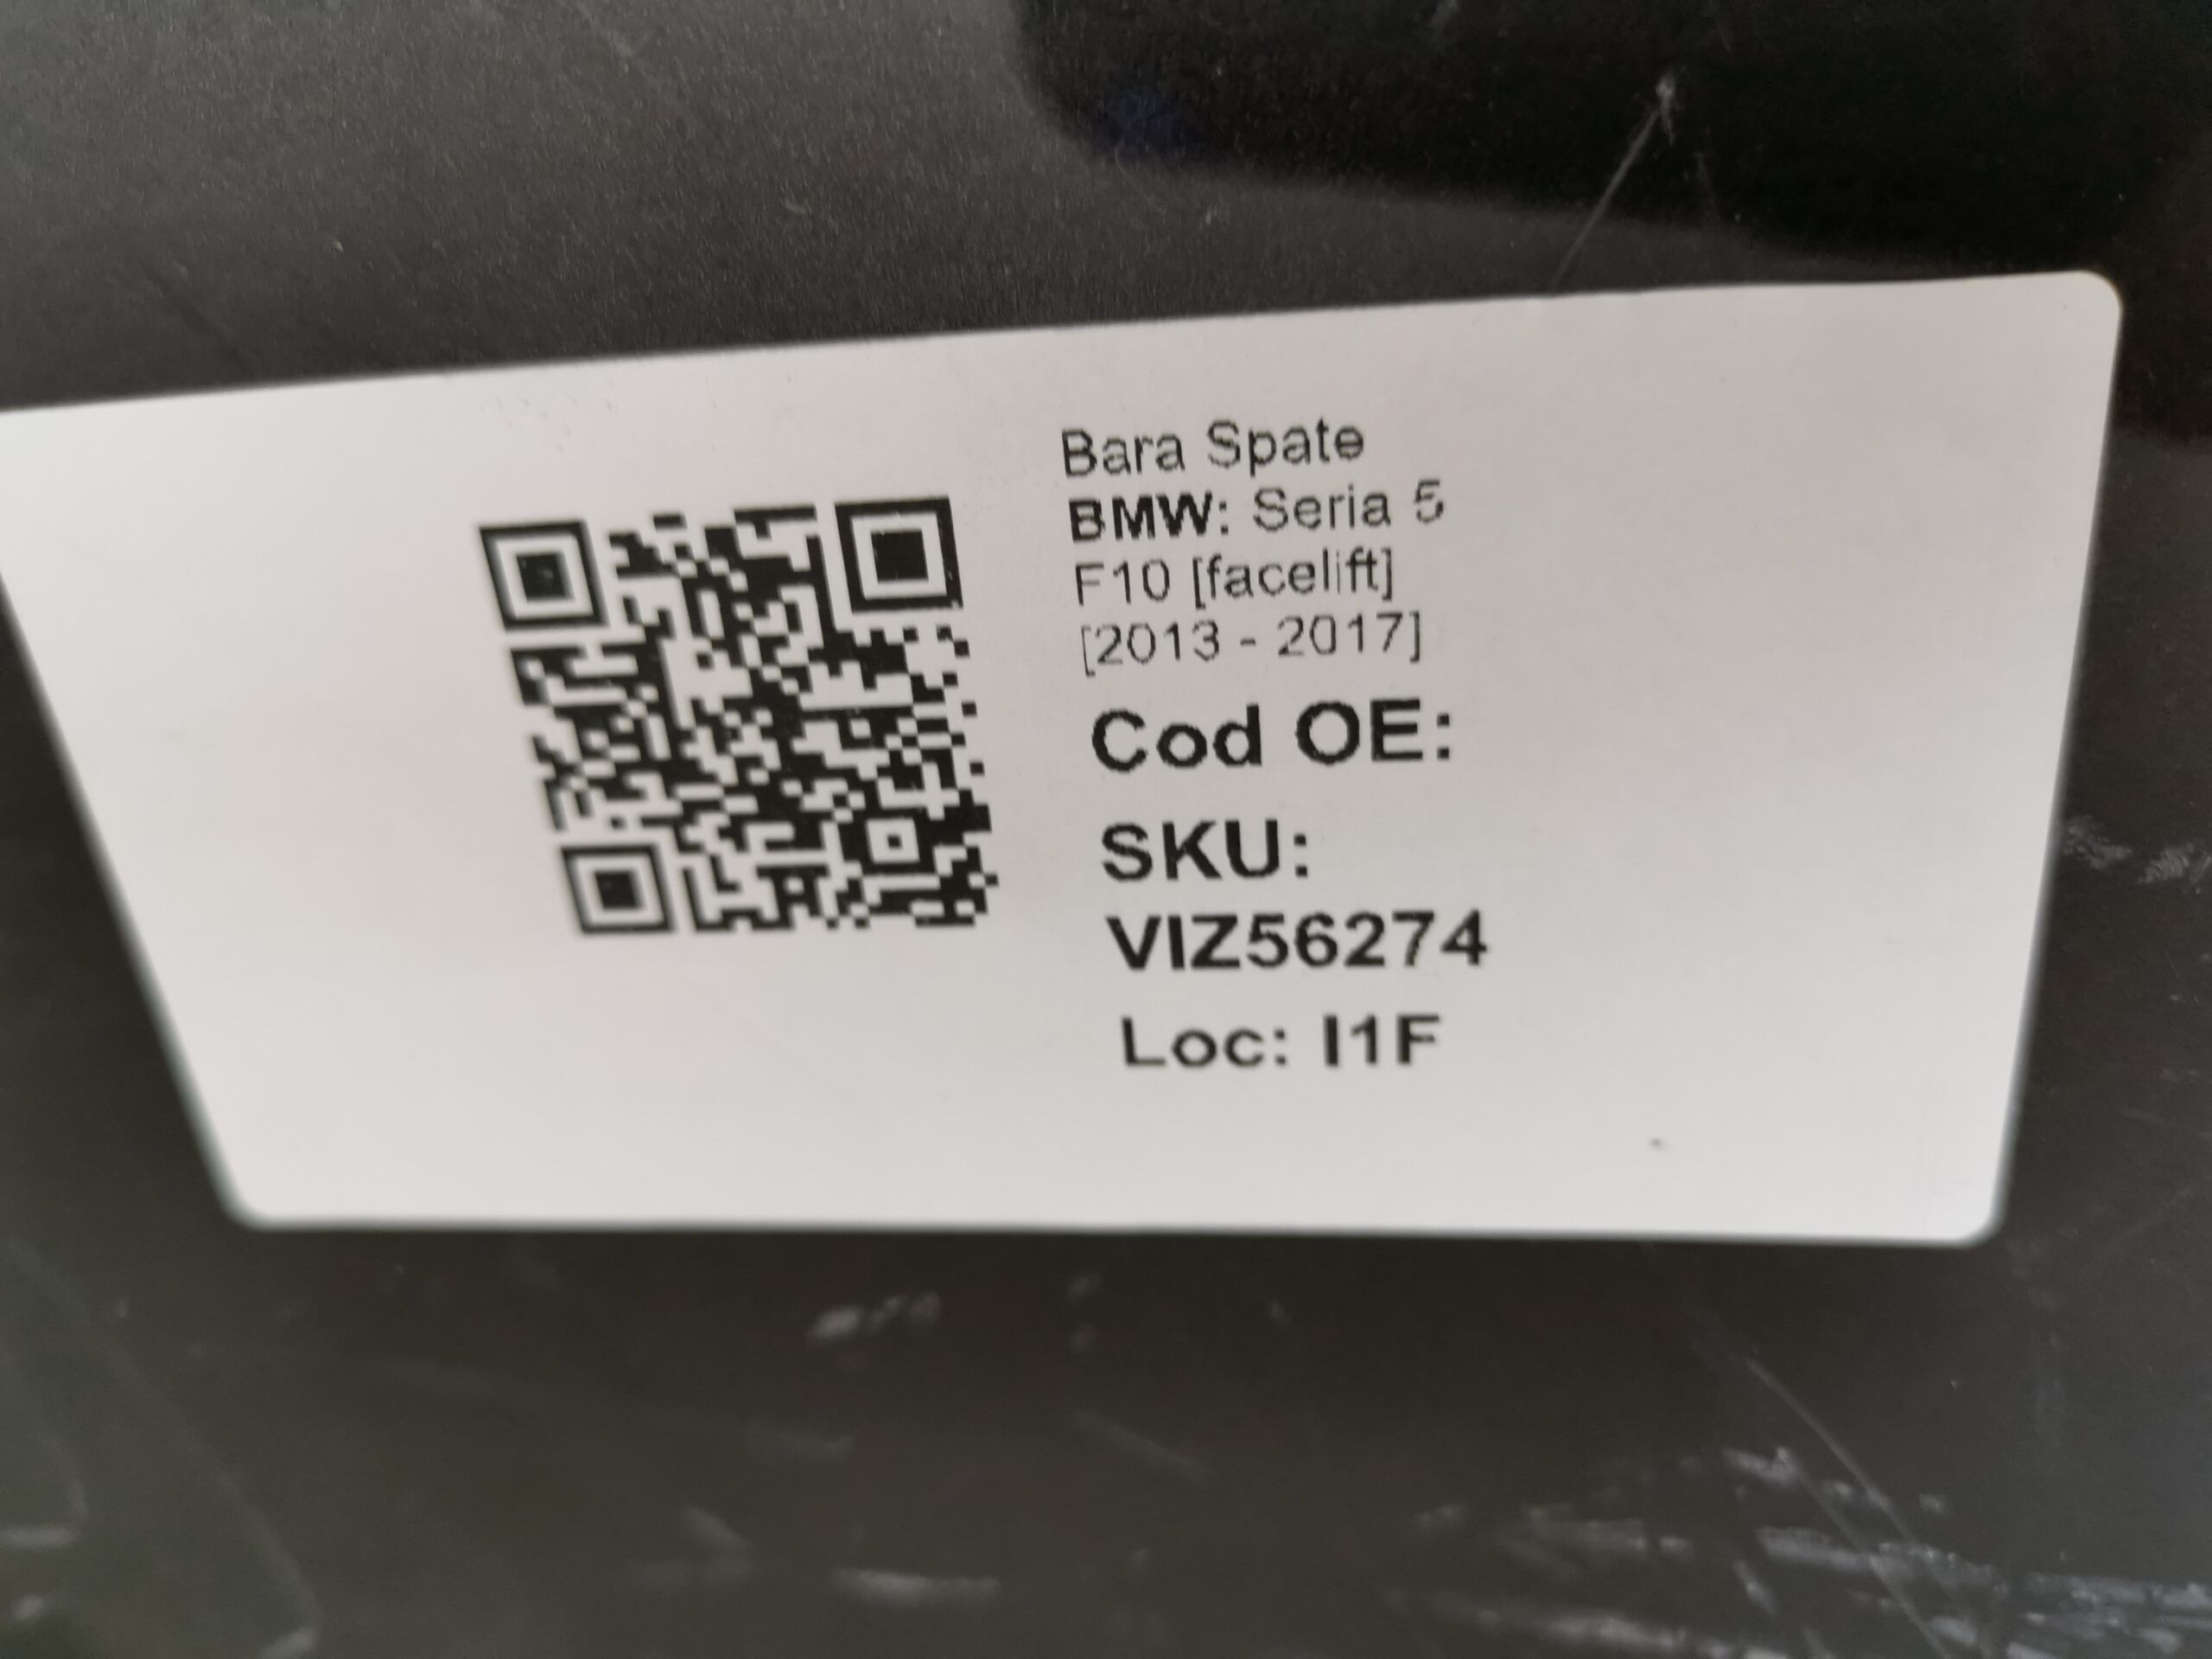 Bara Spate
BMW: Seria 5
F10 [facelift]
[2013 - 2017]
Cod OE:
SKU:
VIZ56274
Loc: I1F